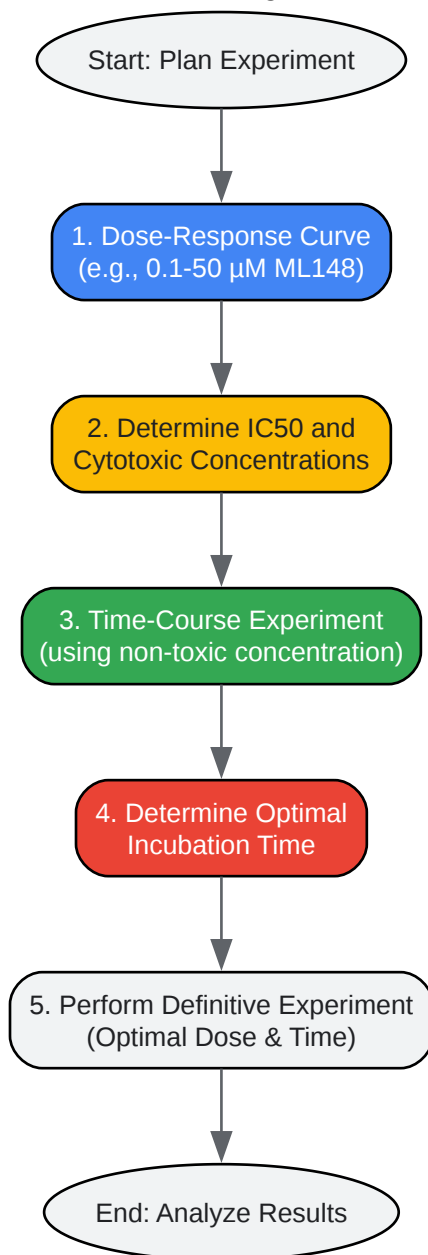 Start: Plan Experiment
1. Dose-Response Curve
(e.g., 0.1-50 µM ML148)
2. Determine IC50 and
Cytotoxic Concentrations
3. Time-Course Experiment
(using non-toxic concentration)
4. Determine Optimal
Incubation Time
5. Perform Definitive Experiment
(Optimal Dose & Time)
End: Analyze Results